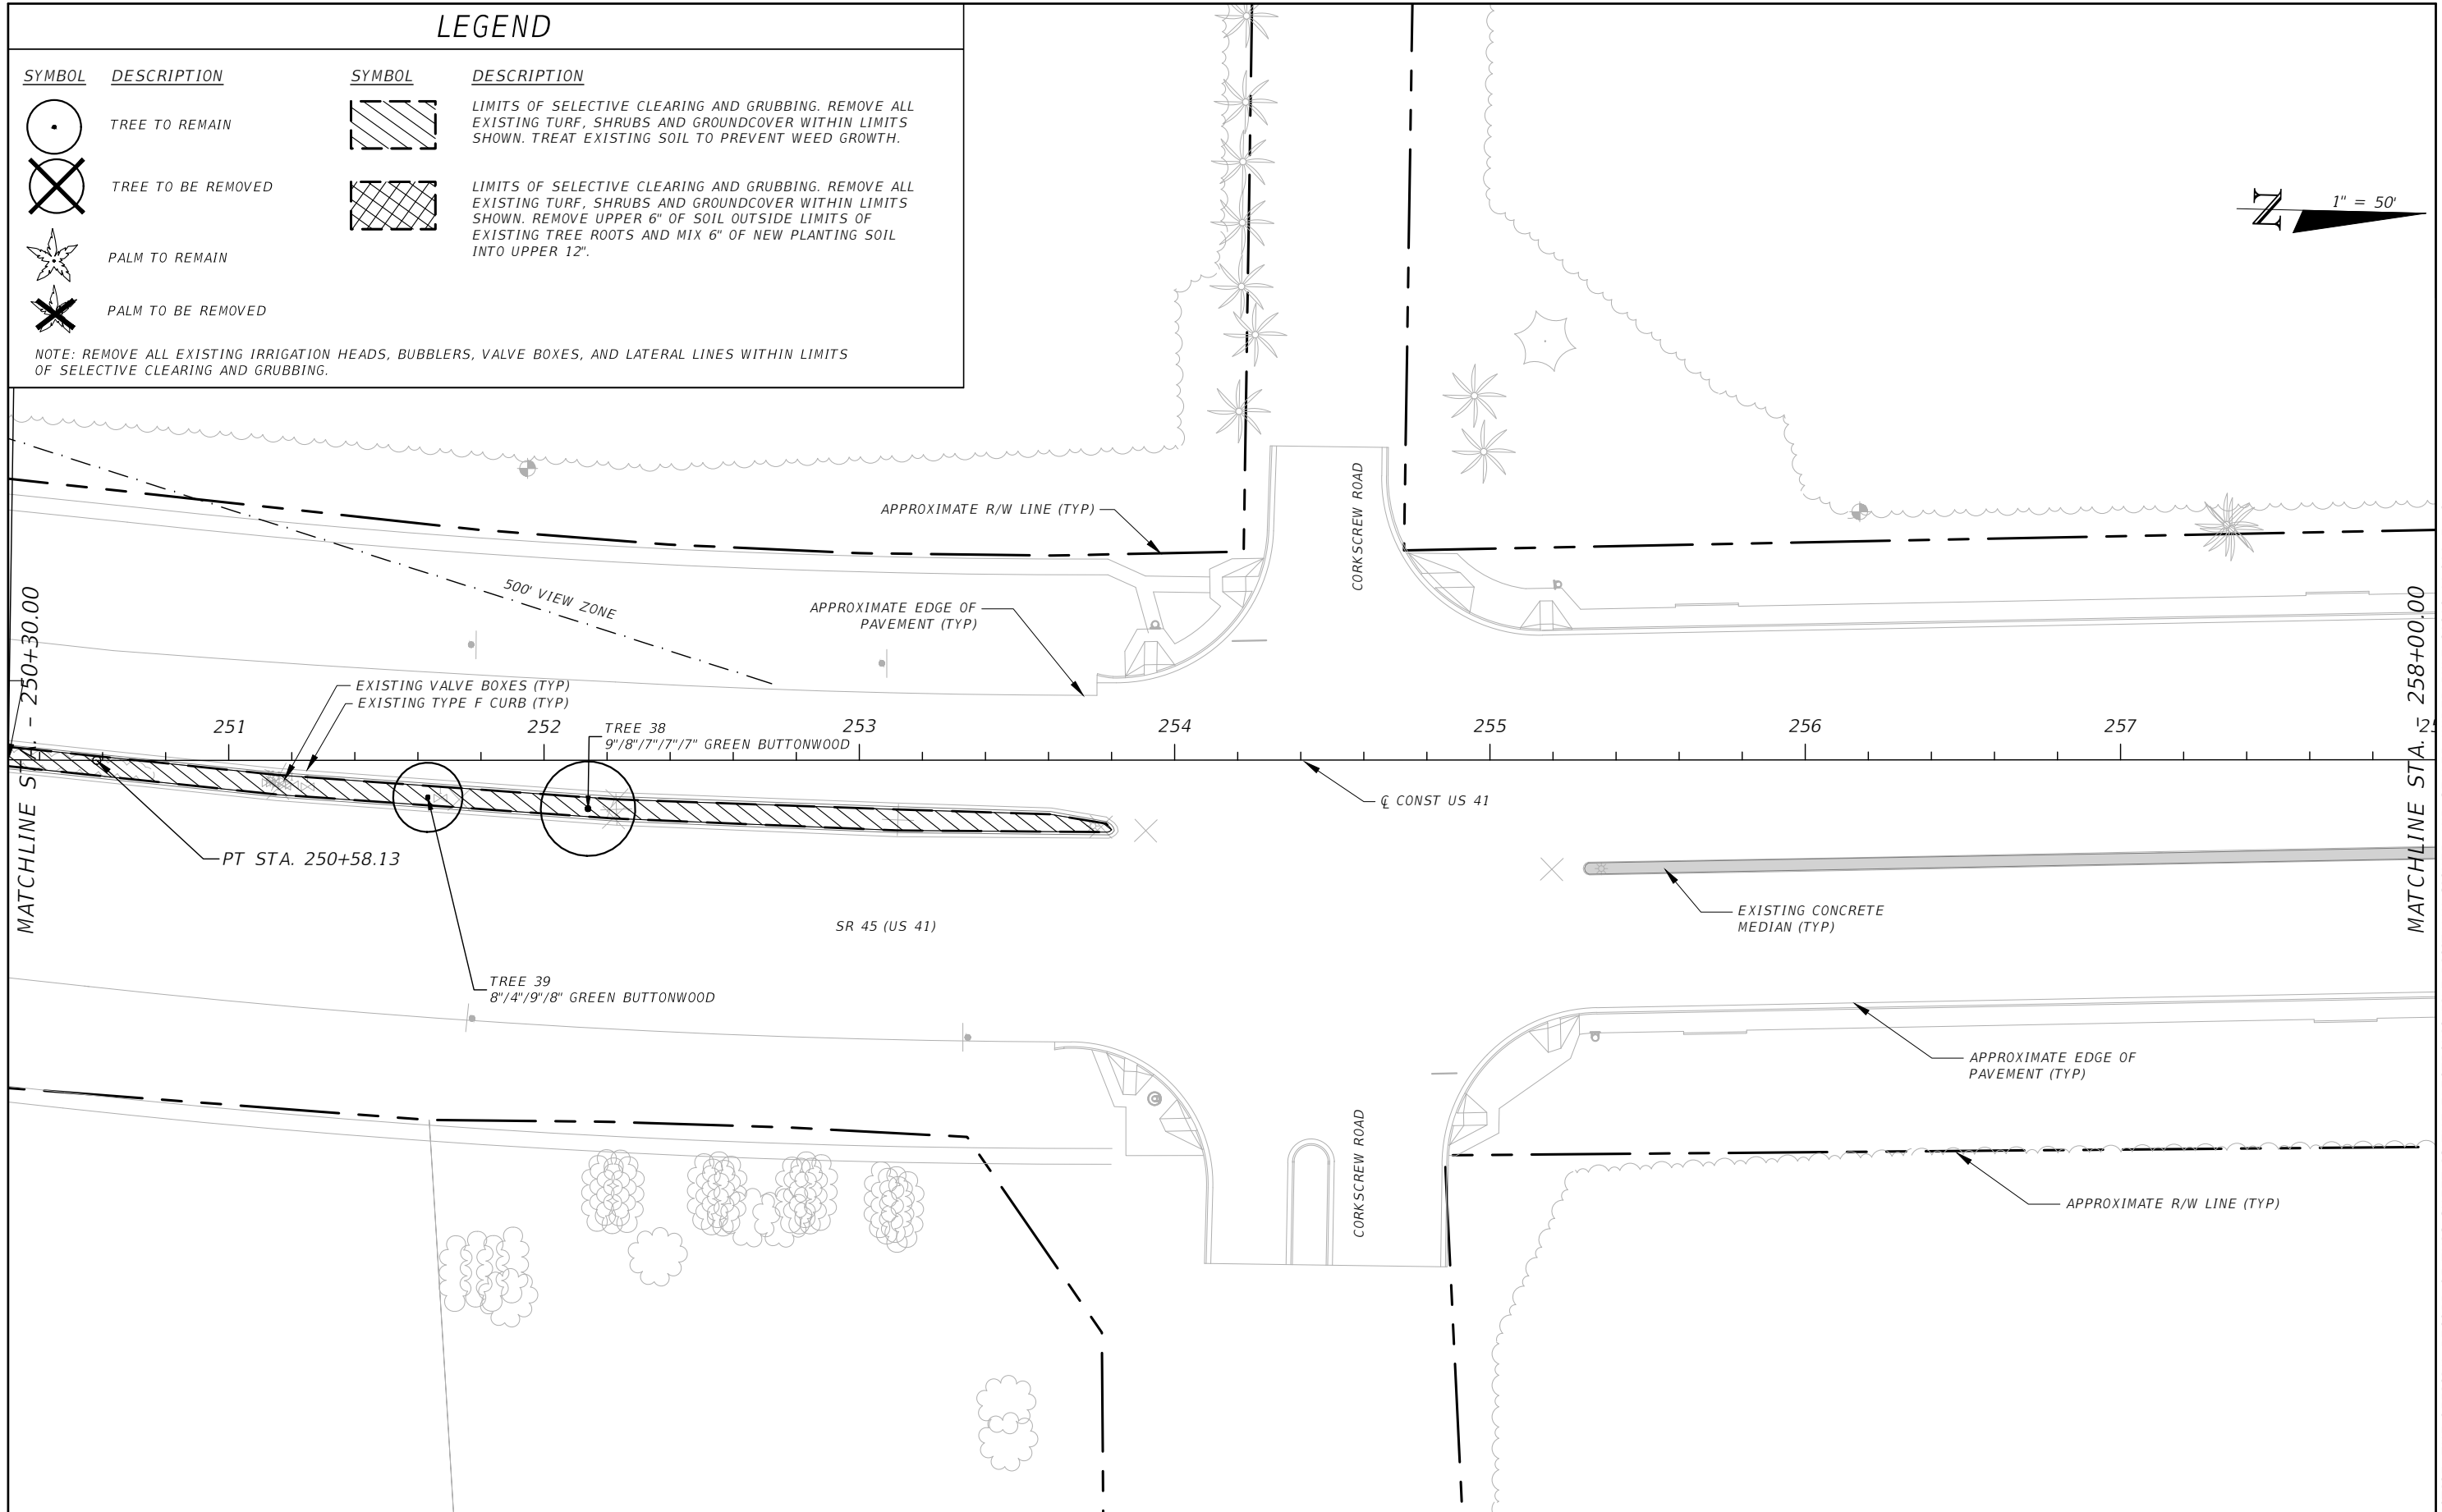 LEGEND
SYMBOL DESCRIPTION SYMBOL DESCRIPTION
TREE TO REMAIN
TREE TO BE REMOVED
PALM TO REMAIN
PALM TO BE REMOVED
LIMITS OF SELECTIVE CLEARING AND GRUBBING. REMOVE ALL
EXISTING TURF, SHRUBS AND GROUNDCOVER WITHIN LIMITS
SHOWN. TREAT EXISTING SOIL TO PREVENT WEED GROWTH.
LIMITS OF SELECTIVE CLEARING AND GRUBBING. REMOVE ALL
EXISTING TURF, SHRUBS AND GROUNDCOVER WITHIN LIMITS
SHOWN. REMOVE UPPER 6" OF SOIL OUTSIDE LIMITS OF
EXISTING TREE ROOTS AND MIX 6" OF NEW PLANTING SOIL
INTO UPPER 12".
NOTE: REMOVE ALL EXISTING IRRIGATION HEADS, BUBBLERS, VALVE BOXES, AND LATERAL LINES WITHIN LIMITS
OF SELECTIVE CLEARING AND GRUBBING.
N
1" = 50'
APPROXIMATE R/W LINE (TYP)
CORKSCREW ROAD
500' VIEW ZONE
APPROXIMATE EDGE OF
PAVEMENT (TYP)
MATCHLINE STA. - 250+30.00
MATCHLINE STA. - 258+00.00
EXISTING VALVE BOXES (TYP)
EXISTING TYPE F CURB (TYP)
251 252 253 254 255 256 257
TREE 38
9"/8"/7"/7"/7" GREEN BUTTONWOOD
℄ CONST US 41
PT STA. 250+58.13
SR 45 (US 41)
EXISTING CONCRETE
MEDIAN (TYP)
TREE 39
8"/4"/9"/8" GREEN BUTTONWOOD
APPROXIMATE EDGE OF
PAVEMENT (TYP)
CORKSCREW ROAD
APPROXIMATE R/W LINE (TYP)